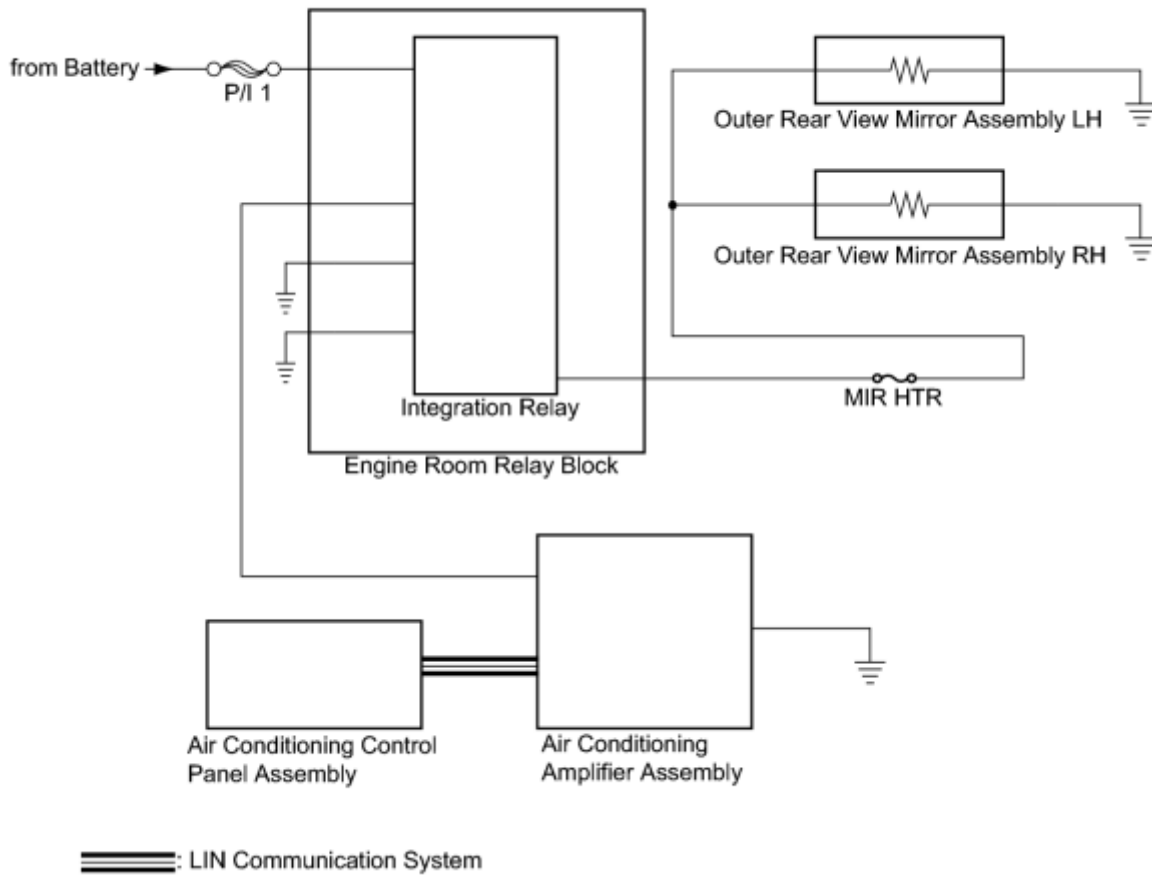 from Battery
P/I 1
Outer Rear View Mirror Assembly LH
Outer Rear View Mirror Assembly RH
MIR HTR
Integration Relay
Engine Room Relay Block
Air Conditioning Control
Panel Assembly
Air Conditioning
Amplifier Assembly
: LIN Communication System